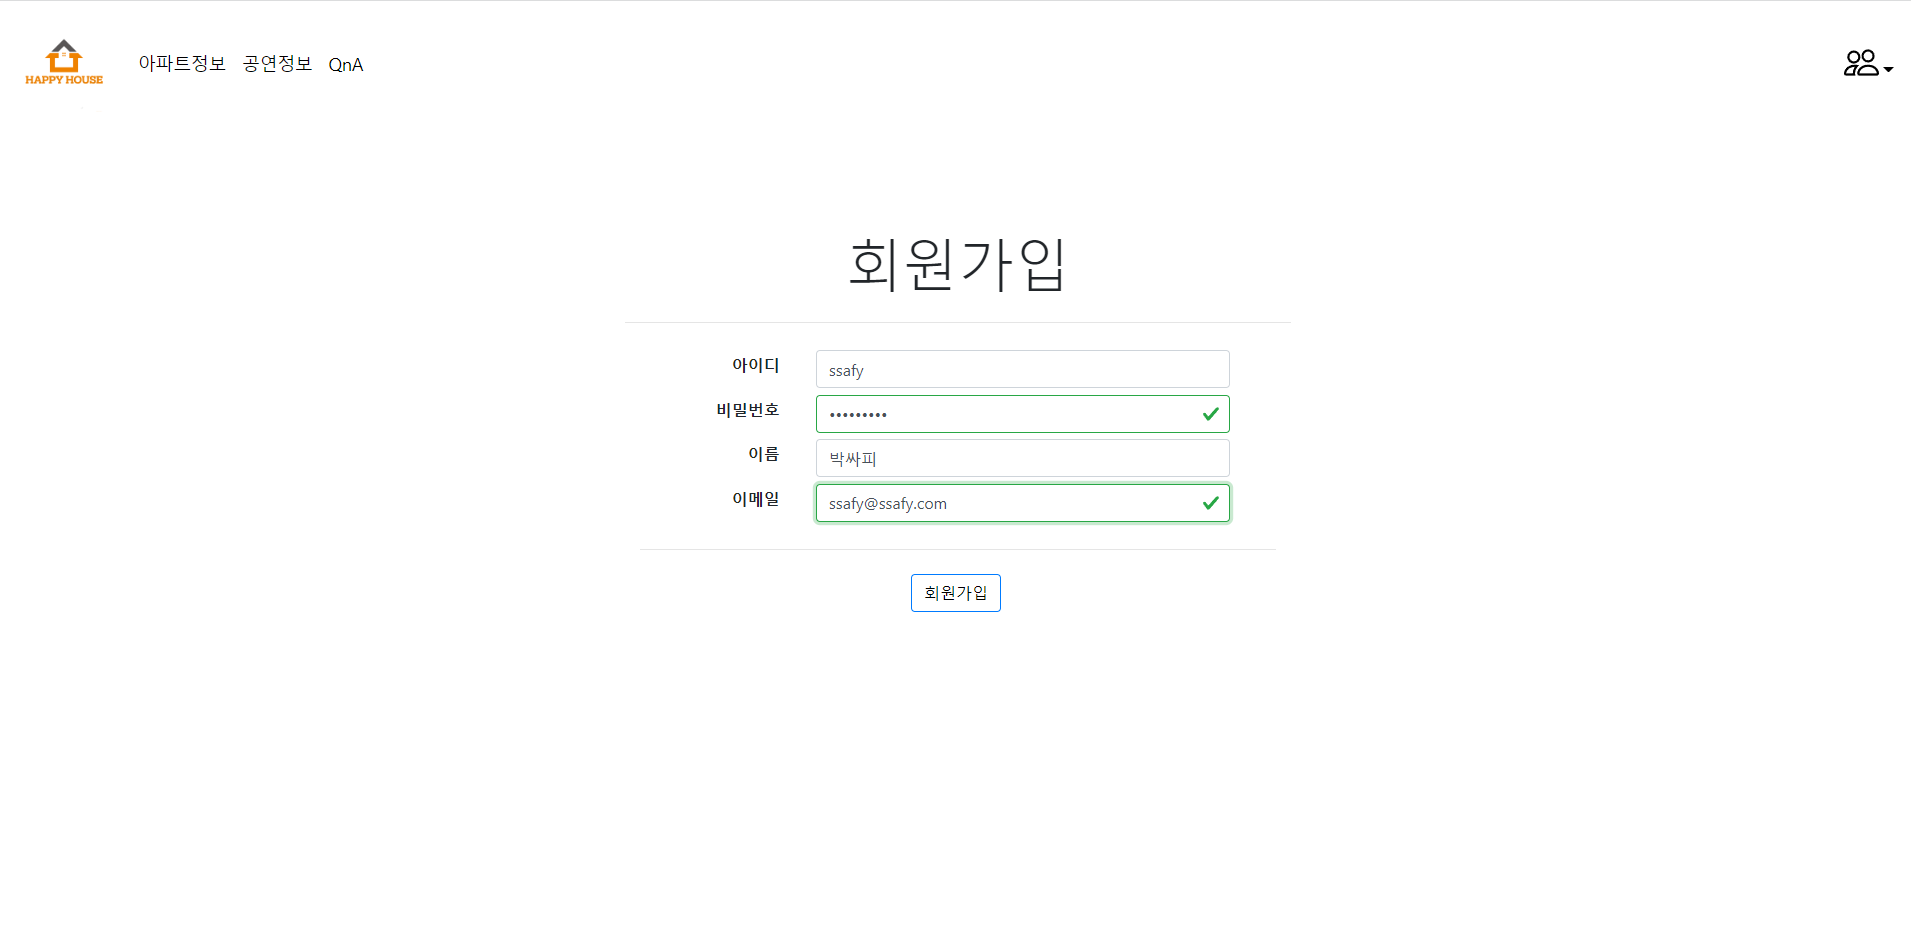 HAPPY HOUSE
아파트정보 공연정보 QnA
회원가입
아이디 ssafy
비밀번호 •••••••••
이름 박싸피
이메일 ssafy@ssafy.com
회원가입